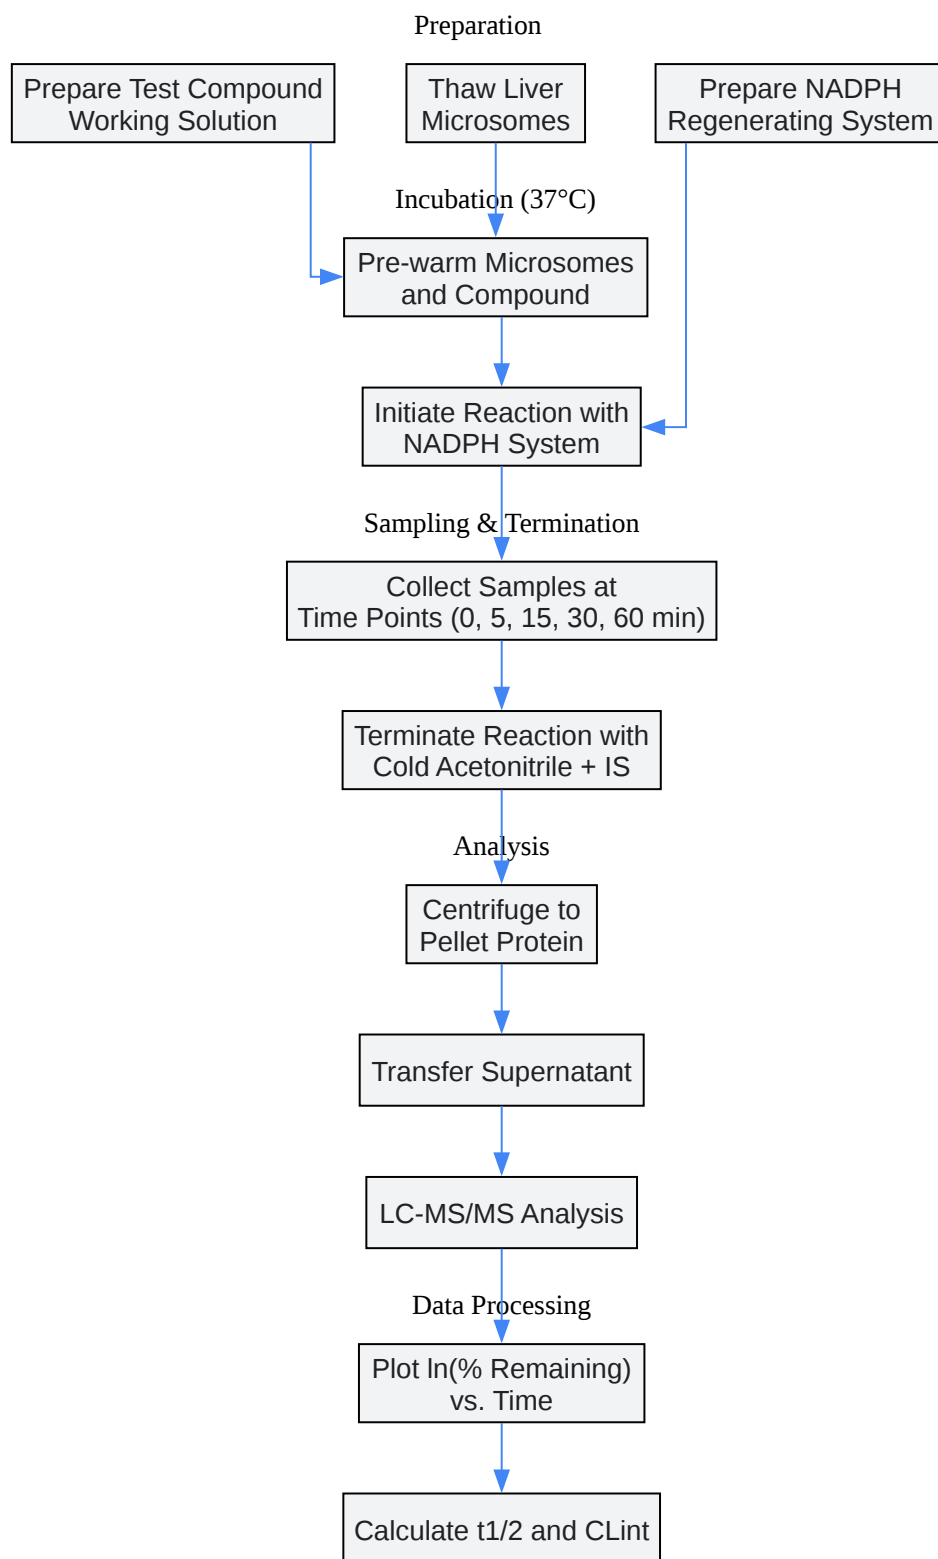 Preparation
Prepare Test Compound
Working Solution
Thaw Liver
Microsomes
Prepare NADPH
Regenerating System
Incubation (37°C)
Pre-warm Microsomes
and Compound
Initiate Reaction with
NADPH System
Sampling & Termination
Collect Samples at
Time Points (0, 5, 15, 30, 60 min)
Terminate Reaction with
Cold Acetonitrile + IS
Analysis
Centrifuge to
Pellet Protein
Transfer Supernatant
LC-MS/MS Analysis
Data Processing
Plot ln(% Remaining)
vs. Time
Calculate t1/2 and CLint